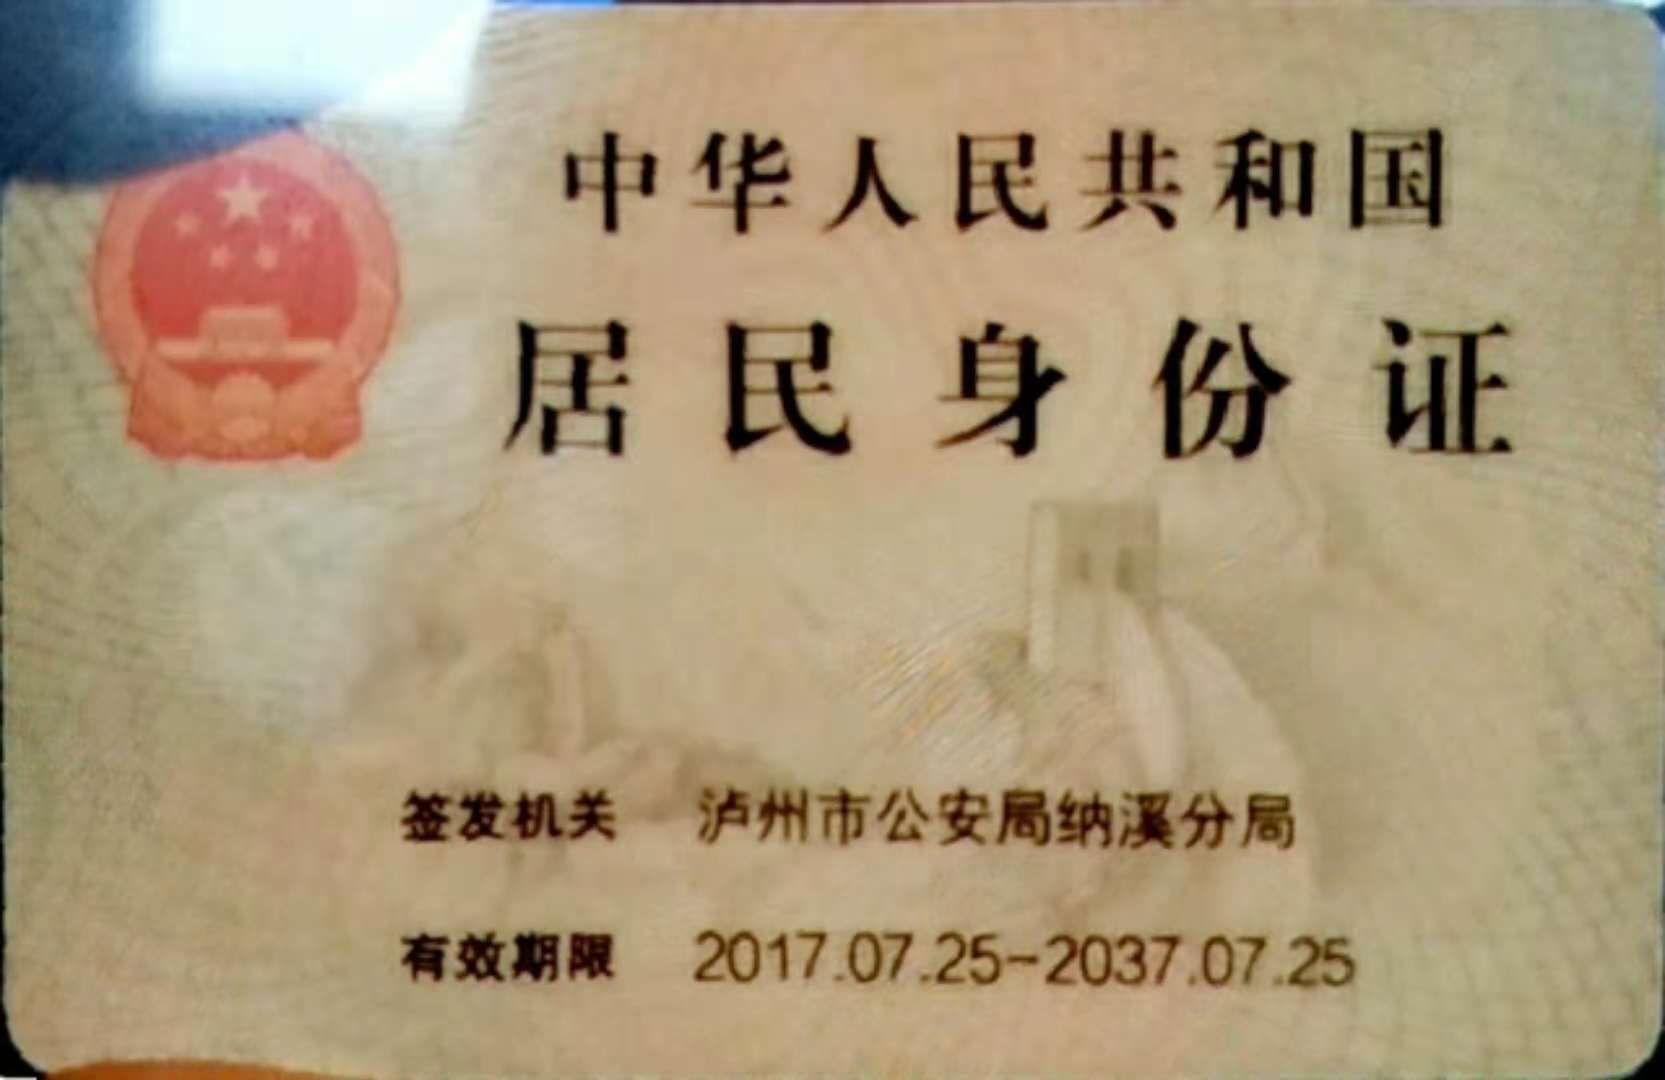 中华人民共和国
居民身份证
签发机关 泸州市公安局纳溪分局
有效期限 2017.07.25-2037.07.25